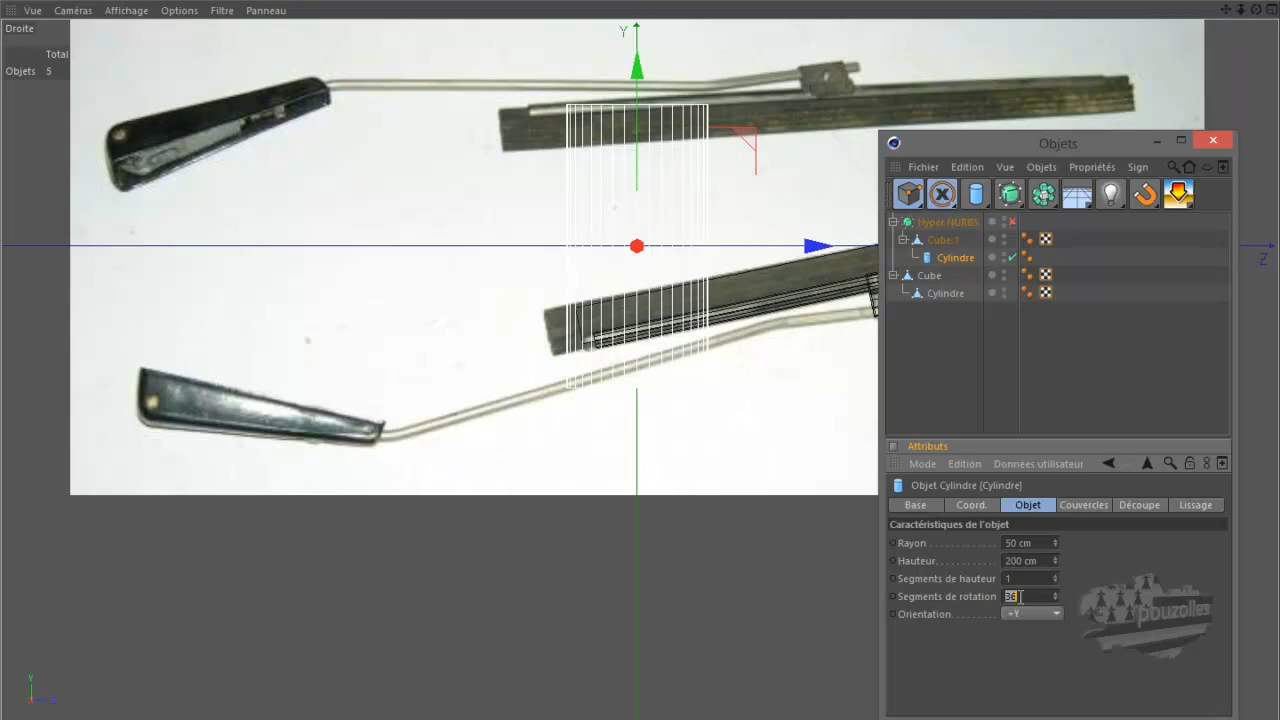 Vue Caméras Affichage Options Filtre Panneau
Droite
Total
Objets 5
Y
Z
Y
Z
Objets
Fichier Edition Vue Objets Propriétés Sign
Hyper NURBS
Cube.1
Cylindre
Cube
Cylindre
Attributs
Mode Edition Données utilisateur
Objet Cylindre [Cylindre]
Base Coord. Objet Couvercles Découpe Lissage
Caractéristiques de l'objet
Rayon 50 cm
Hauteur 200 cm
Segments de hauteur 1
Segments de rotation 36
Orientation +Y
pouzolles